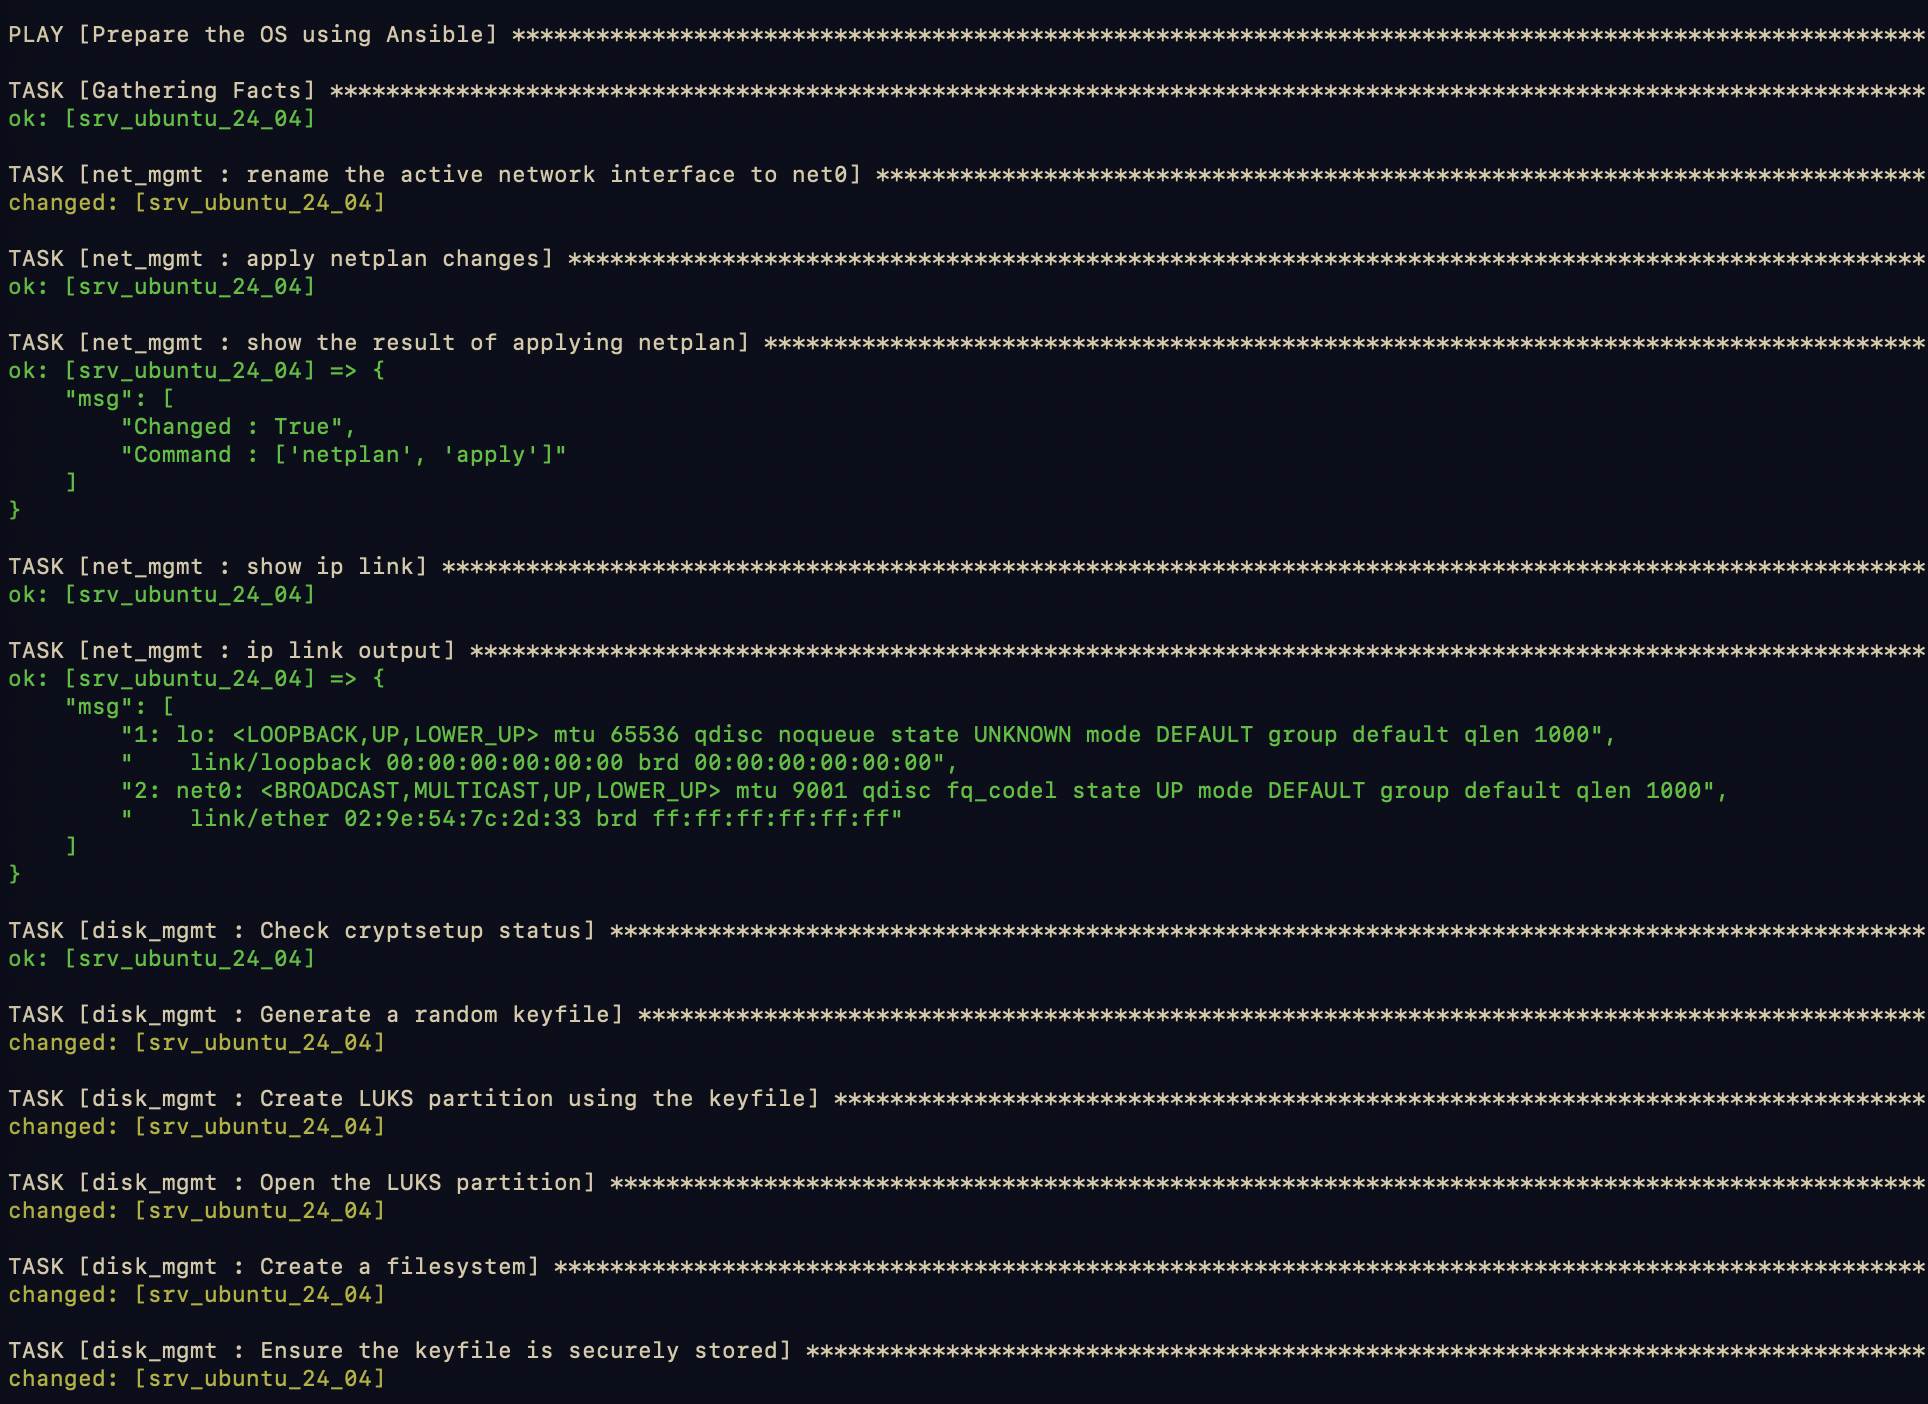 PLAY [Prepare the OS using Ansible] *****************************************************************************************************
TASK [Gathering Facts] ******************************************************************************************************************
ok: [srv_ubuntu_24_04]
TASK [net_mgmt : rename the active network interface to net0] ***************************************************************************
changed: [srv_ubuntu_24_04]
TASK [net_mgmt : apply netplan changes] *************************************************************************************************
ok: [srv_ubuntu_24_04]
TASK [net_mgmt : show the result of applying netplan] ***********************************************************************************
ok: [srv_ubuntu_24_04] => {
    "msg": [
        "Changed : True",
        "Command : ['netplan', 'apply']"
    ]
}
TASK [net_mgmt : show ip link] **********************************************************************************************************
ok: [srv_ubuntu_24_04]
TASK [net_mgmt : ip link output] ********************************************************************************************************
ok: [srv_ubuntu_24_04] => {
    "msg": [
        "1: lo: <LOOPBACK,UP,LOWER_UP> mtu 65536 qdisc noqueue state UNKNOWN mode DEFAULT group default qlen 1000",
        "    link/loopback 00:00:00:00:00:00 brd 00:00:00:00:00:00",
        "2: net0: <BROADCAST,MULTICAST,UP,LOWER_UP> mtu 9001 qdisc fq_codel state UP mode DEFAULT group default qlen 1000",
        "    link/ether 02:9e:54:7c:2d:33 brd ff:ff:ff:ff:ff:ff"
    ]
}
TASK [disk_mgmt : Check cryptsetup status] **********************************************************************************************
ok: [srv_ubuntu_24_04]
TASK [disk_mgmt : Generate a random keyfile] ********************************************************************************************
changed: [srv_ubuntu_24_04]
TASK [disk_mgmt : Create LUKS partition using the keyfile] ******************************************************************************
changed: [srv_ubuntu_24_04]
TASK [disk_mgmt : Open the LUKS partition] **********************************************************************************************
changed: [srv_ubuntu_24_04]
TASK [disk_mgmt : Create a filesystem] **************************************************************************************************
changed: [srv_ubuntu_24_04]
TASK [disk_mgmt : Ensure the keyfile is securely stored] ********************************************************************************
changed: [srv_ubuntu_24_04]